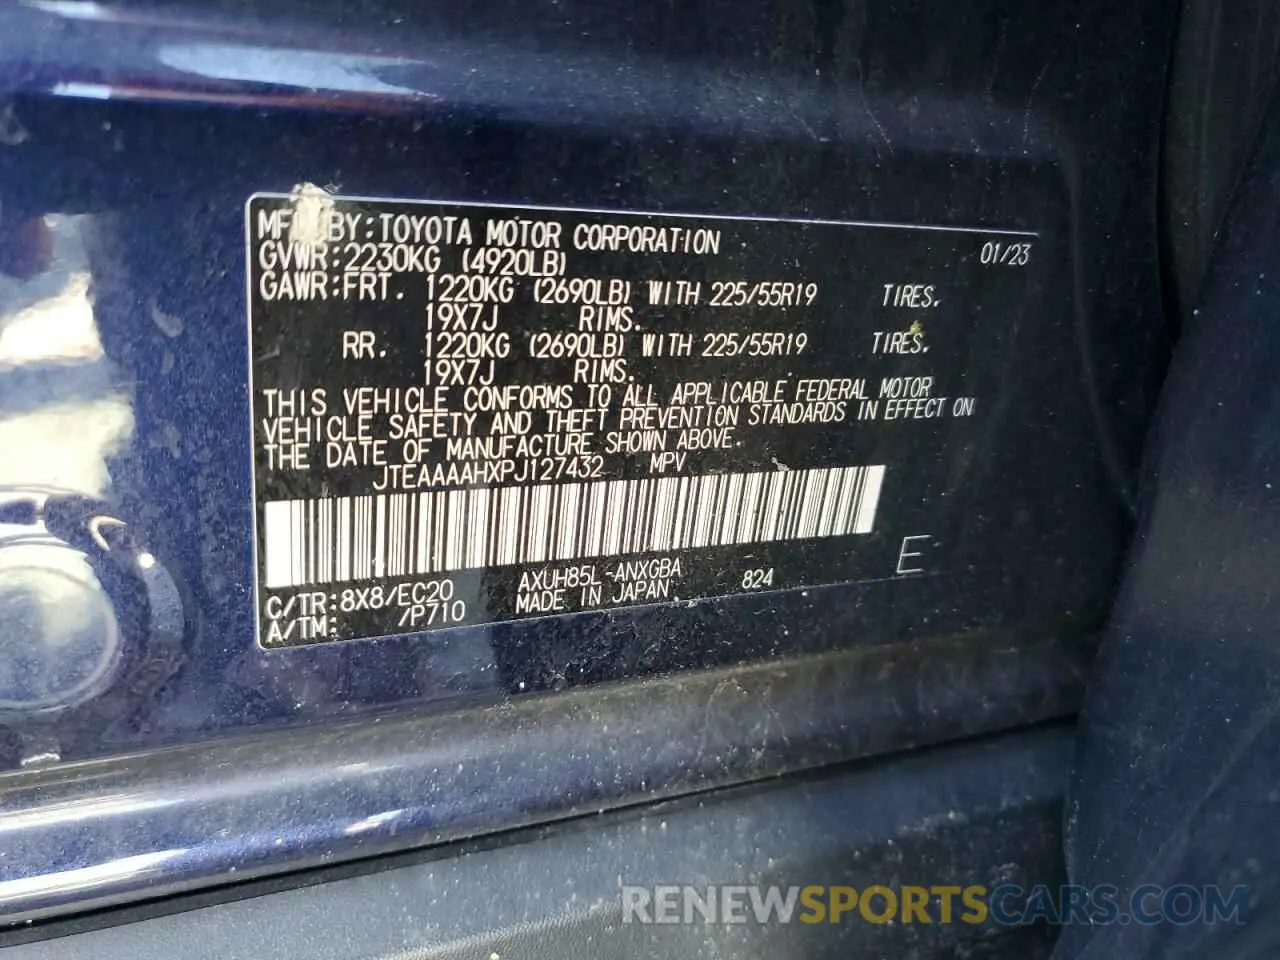 MFD BY:TOYOTA MOTOR CORPORATION 01/23
GVWR:2230KG (4920LB)
GAWR:FRT. 1220KG (2690LB) WITH 225/55R19 TIRES.
19X7J RIMS.
RR. 1220KG (2690LB) WITH 225/55R19 TIRES.
19X7J RIMS.
THIS VEHICLE CONFORMS TO ALL APPLICABLE FEDERAL MOTOR
VEHICLE SAFETY AND THEFT PREVENTION STANDARDS IN EFFECT ON
THE DATE OF MANUFACTURE SHOWN ABOVE.
JTEAAAAHXPJ127432 MPV
E
C/TR:8X8/EC20 AXUH85L-ANXGBA 824
A/TM: /P710 MADE IN JAPAN
RENEWSPORTSCARS.COM